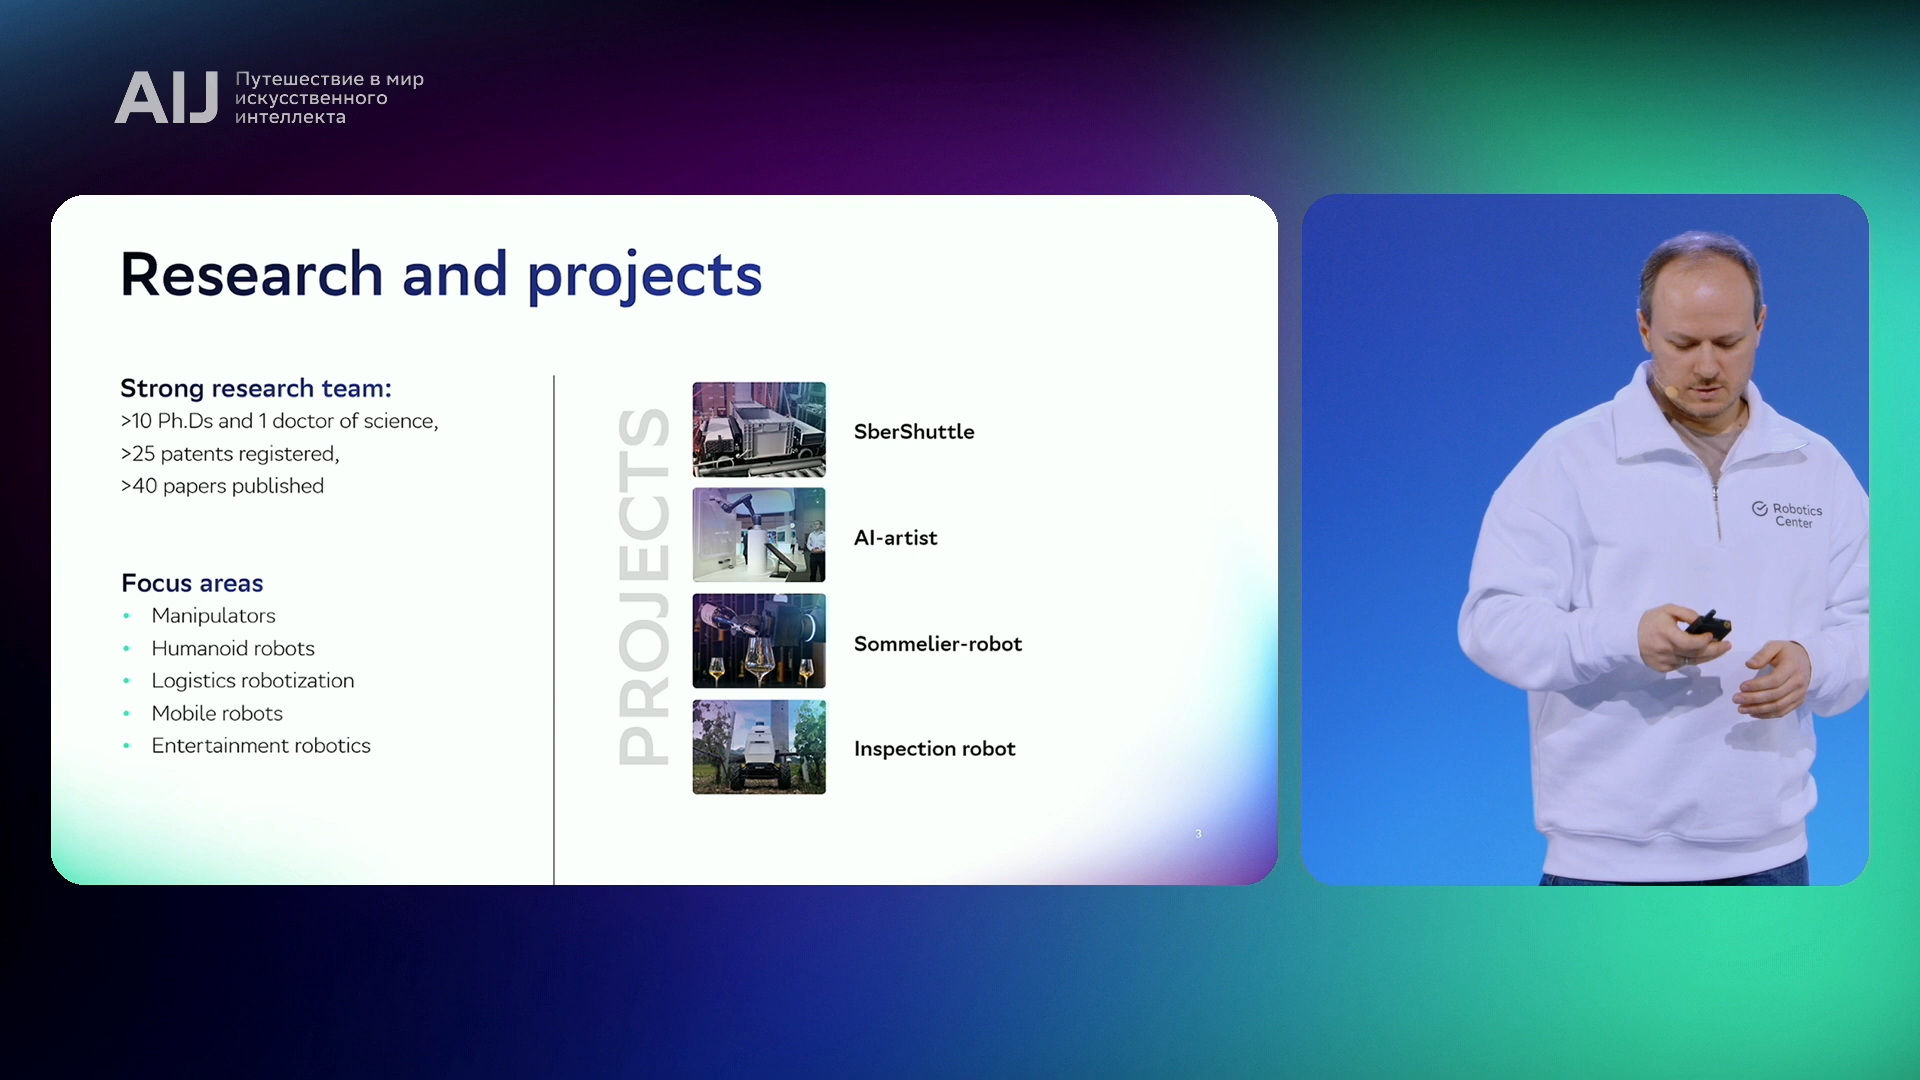 AIJ
Путешествие в мир
искусственного
интеллекта
Research and projects
Strong research team:
>10 Ph.Ds and 1 doctor of science,
>25 patents registered,
>40 papers published
Focus areas
• Manipulators
• Humanoid robots
• Logistics robotization
• Mobile robots
• Entertainment robotics
PROJECTS
SberShuttle
AI-artist
Sommelier-robot
Inspection robot
3
Robotics
Center